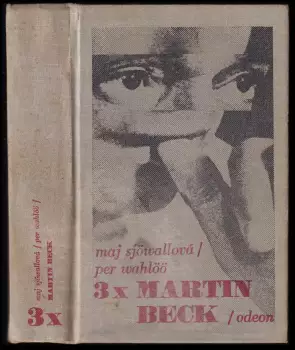 maj sjöwallová /
per wahlöö
3x MARTIN
BECK / odeon
maj sjöwallová / per wahlöö /
MARTIN BECK
3x